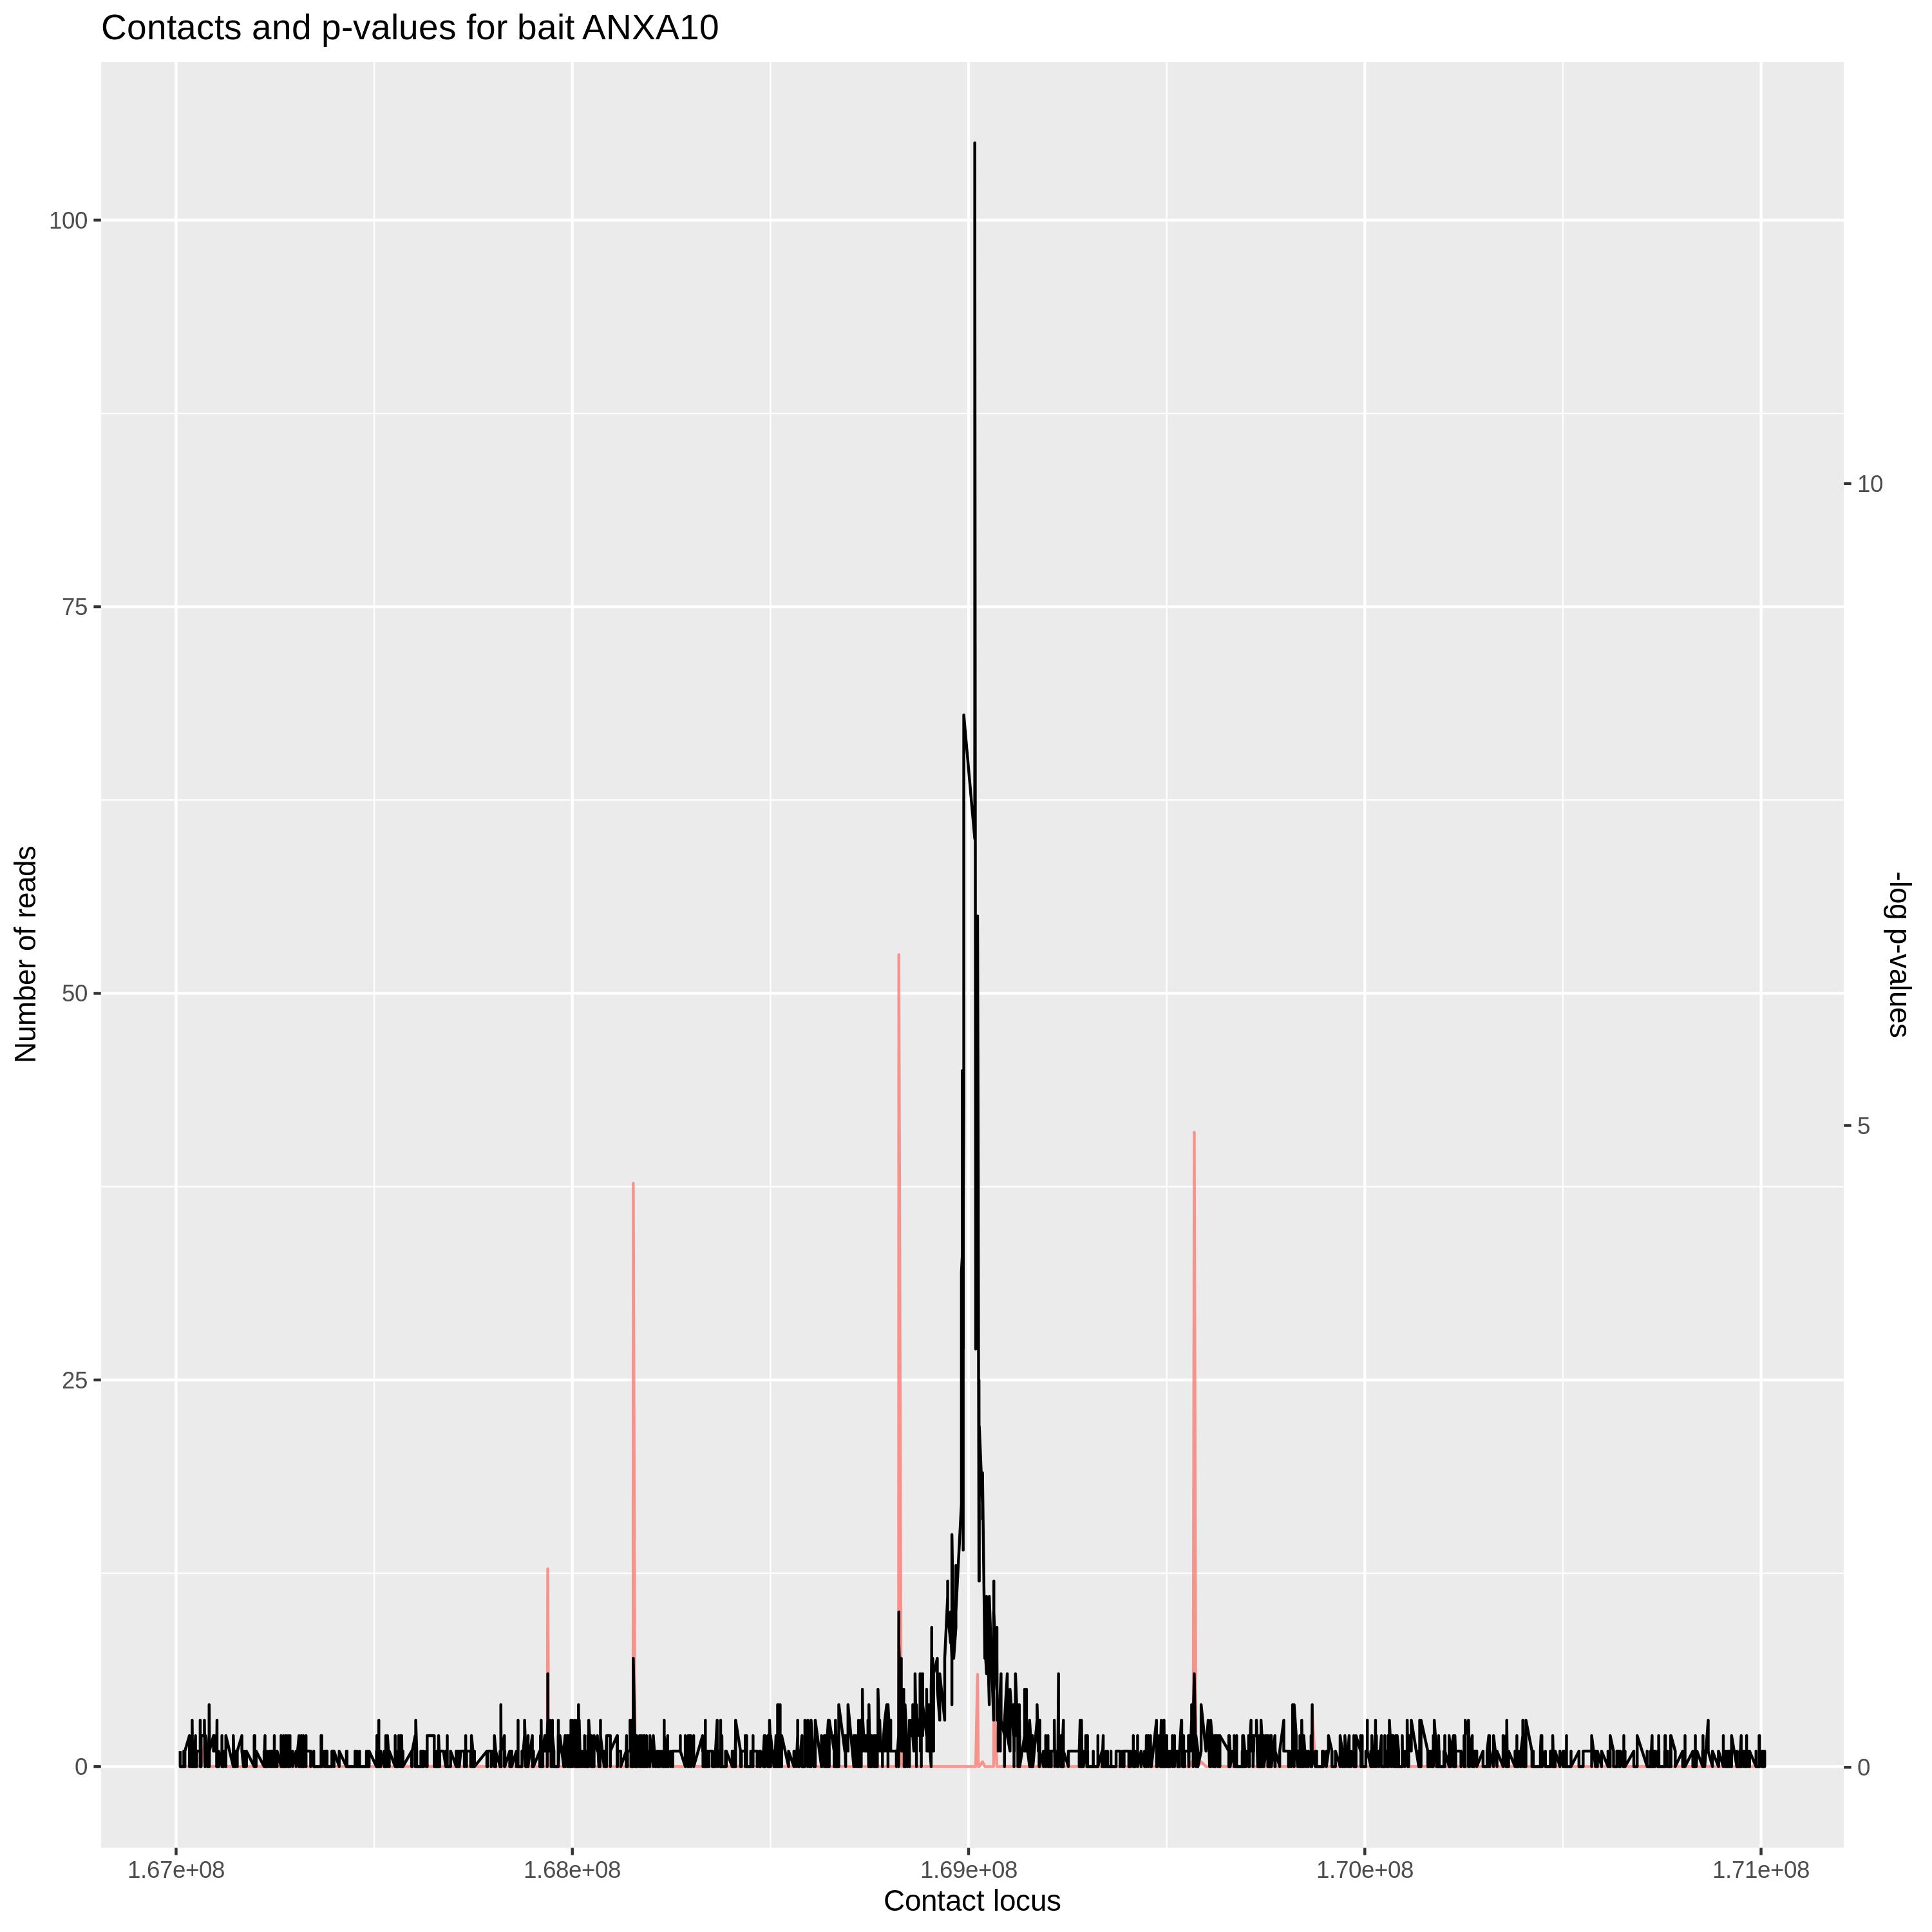 Contacts and p-values for bait ANXA10
100
75
50
25
0
Number of reads
10
5
0
-log p-values
1.67e+08
1.68e+08
1.69e+08
1.70e+08
1.71e+08
Contact locus